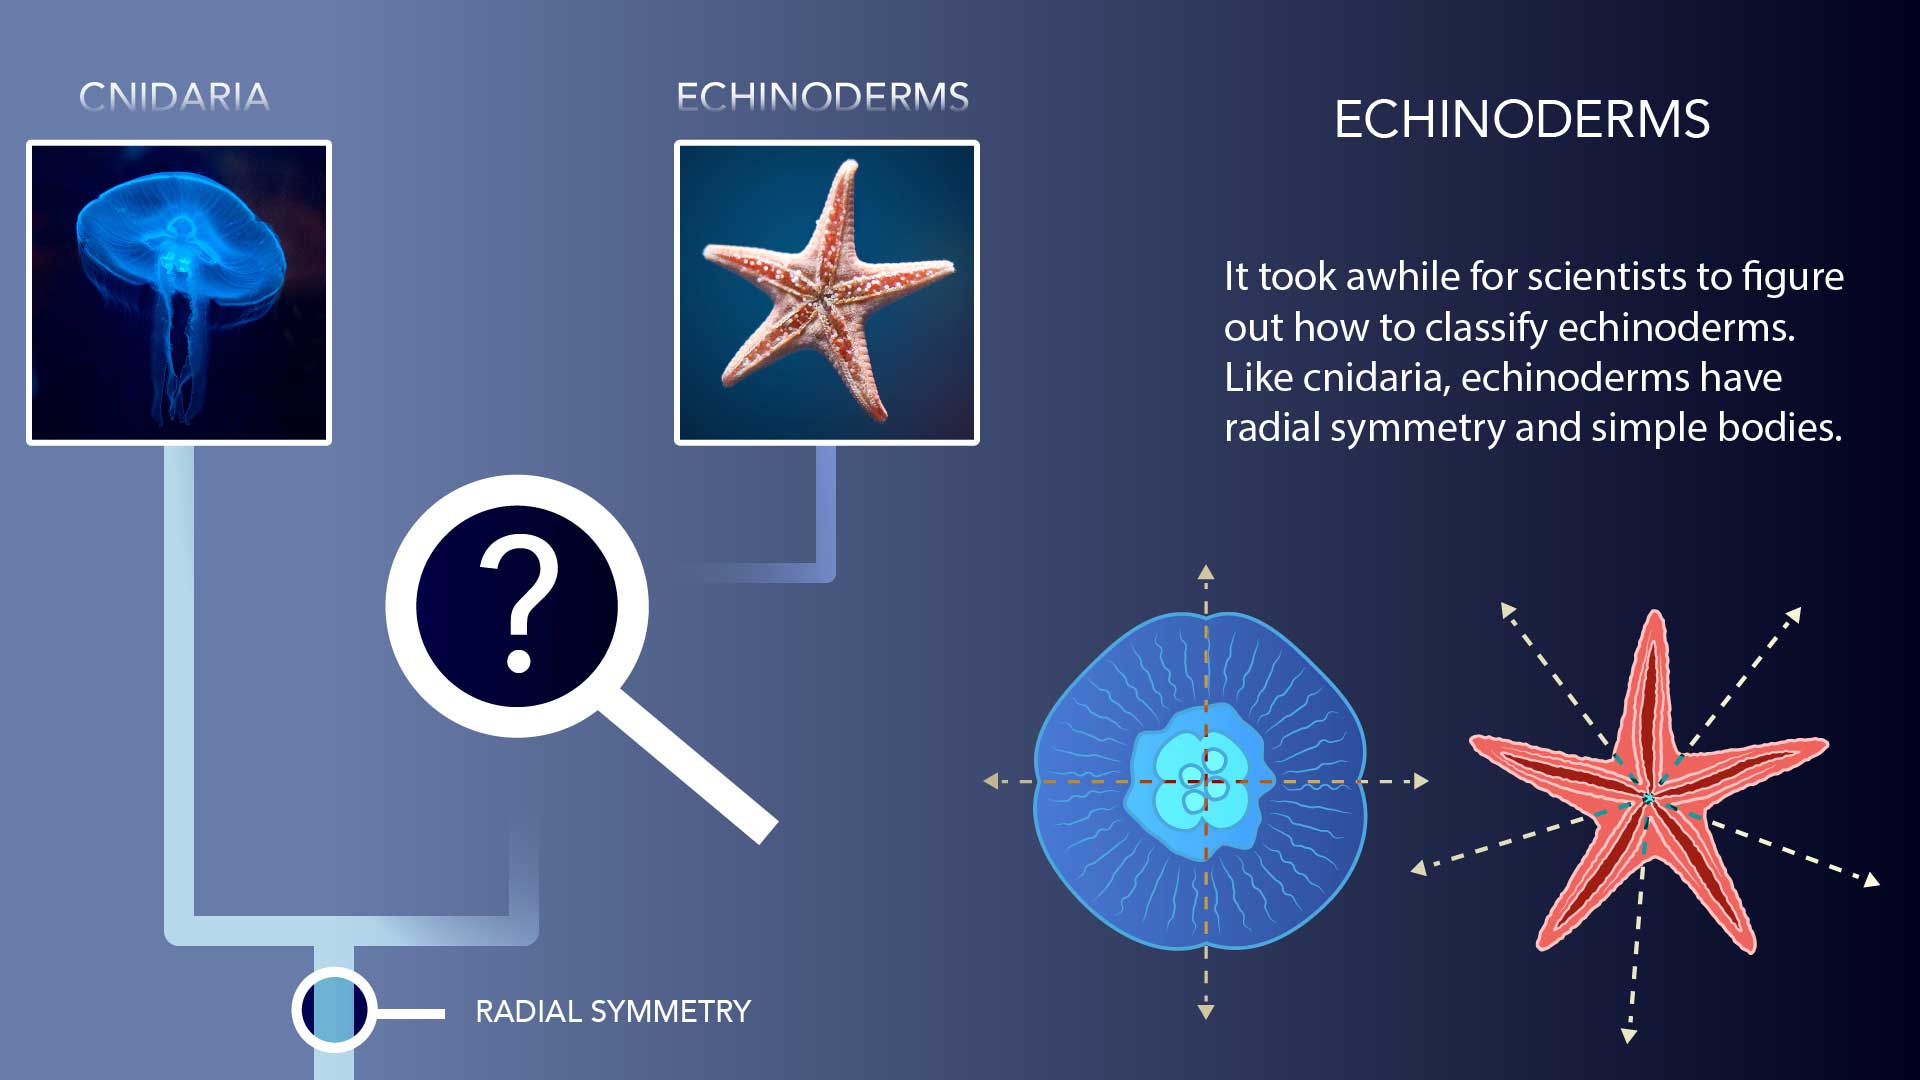 CNIDARIA
ECHINODERMS
ECHINODERMS
It took awhile for scientists to figure
out how to classify echinoderms.
Like cnidaria, echinoderms have
radial symmetry and simple bodies.
?
RADIAL SYMMETRY